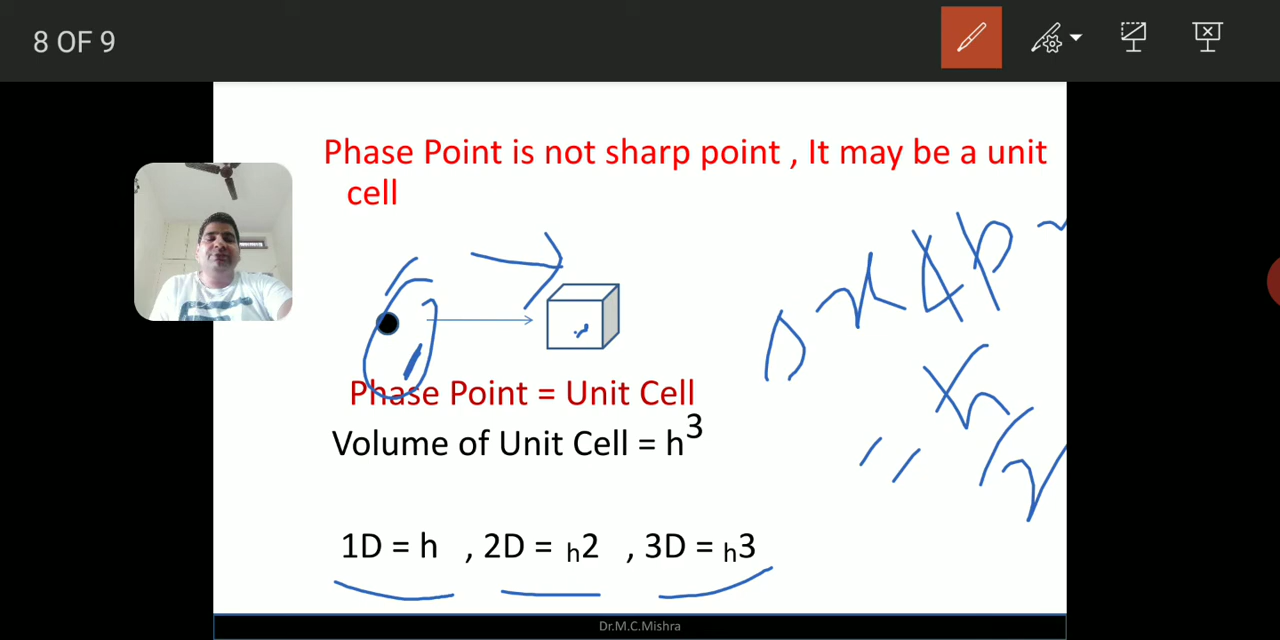 8 OF 9
Phase Point is not sharp point , It may be a unit
cell
Phase Point = Unit Cell
Volume of Unit Cell = h³
1D = h , 2D = h2 , 3D = h3
Dr.M.C.Mishra